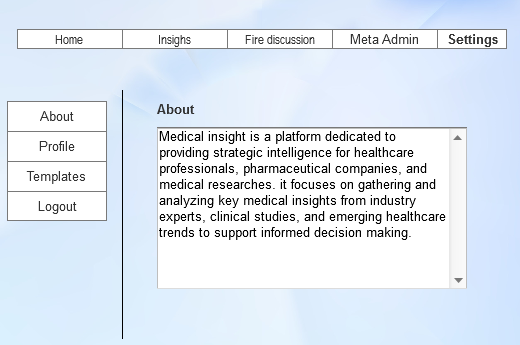 Home Insighs Fire discussion Meta Admin Settings
About
Profile
Templates
Logout
About
Medical insight is a platform dedicated to
providing strategic intelligence for healthcare
professionals, pharmaceutical companies, and
medical researches. it focuses on gathering and
analyzing key medical insights from industry
experts, clinical studies, and emerging healthcare
trends to support informed decision making.